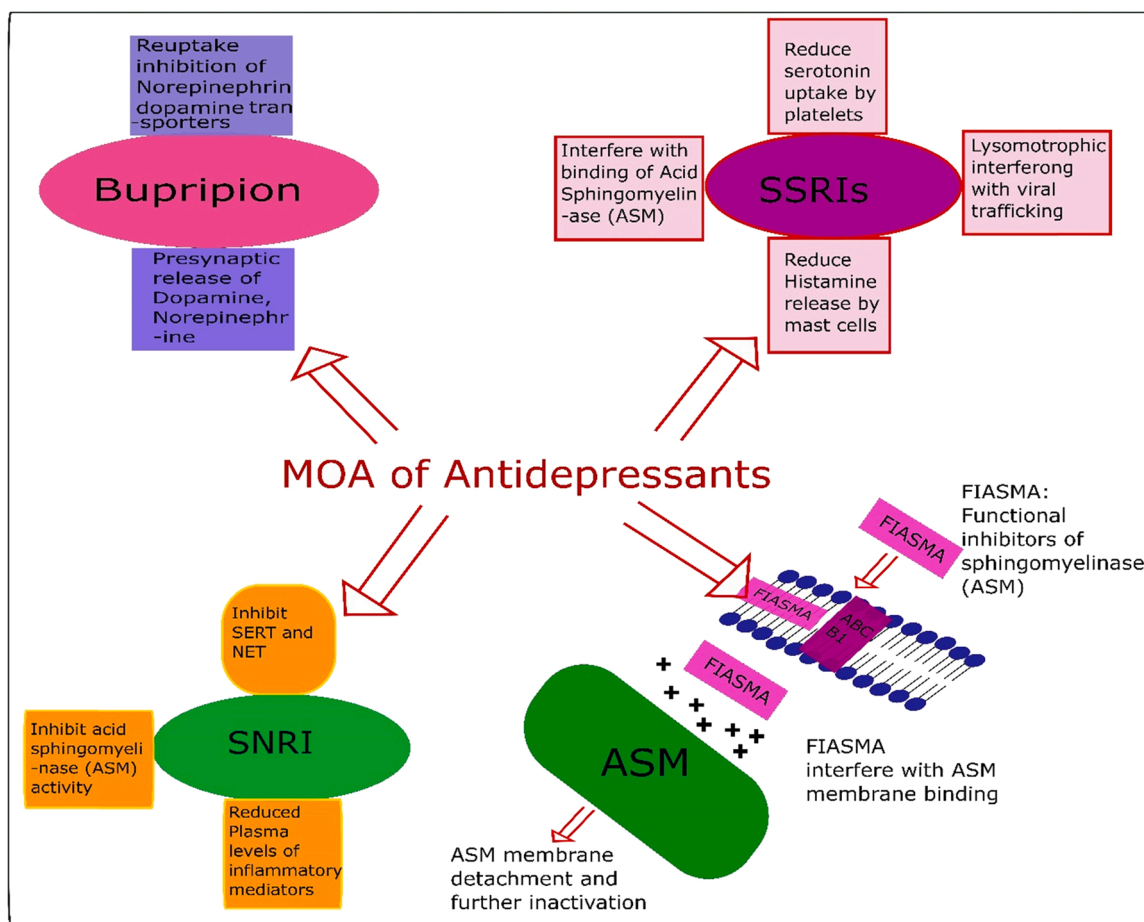 Reuptake
inhibition of
Norepinephrin
dopamine tran
-sporters
Bupripion
Presynaptic
release of
Dopamine,
Norepinephr
-ine
Reduce
serotonin
uptake by
platelets
Interfere with
binding of Acid
Sphingomyelin
-ase (ASM)
SSRIs
Lysomotrophic
interferong
with viral
trafficking
Reduce
Histamine
release by
mast cells
MOA of Antidepressants
Inhibit
SERT and
NET
Inhibit acid
sphingomyeli
-nase (ASM)
activity
SNRI
Reduced
Plasma
levels of
inflammatory
mediators
FIASMA:
Functional
inhibitors of
sphingomyelinase
(ASM)
FIASMA
FIASMA
ABC
B1
FIASMA
ASM
FIASMA
interfere with ASM
membrane binding
ASM membrane
detachment and
further inactivation